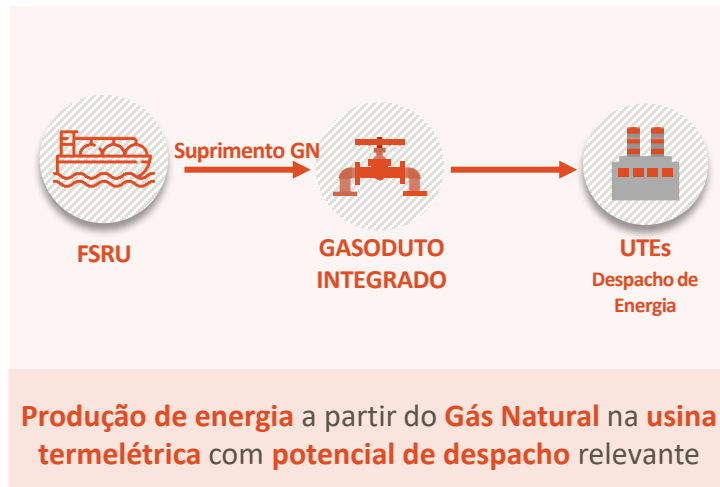 Suprimento GN
FSRU
GASODUTO
INTEGRADO
UTEs
Despacho de
Energia
Produção de energia a partir do Gás Natural na usina
termelétrica com potencial de despacho relevante